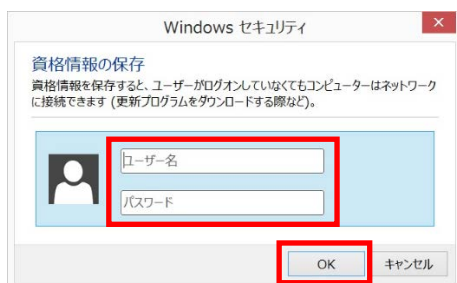 Windows セキュリティ
資格情報の保存
資格情報を保存すると、ユーザーがログオンしていなくてもコンピューターはネットワーク
に接続できます (更新プログラムをダウンロードする際など)。
ユーザー名
パスワード
OK キャンセル